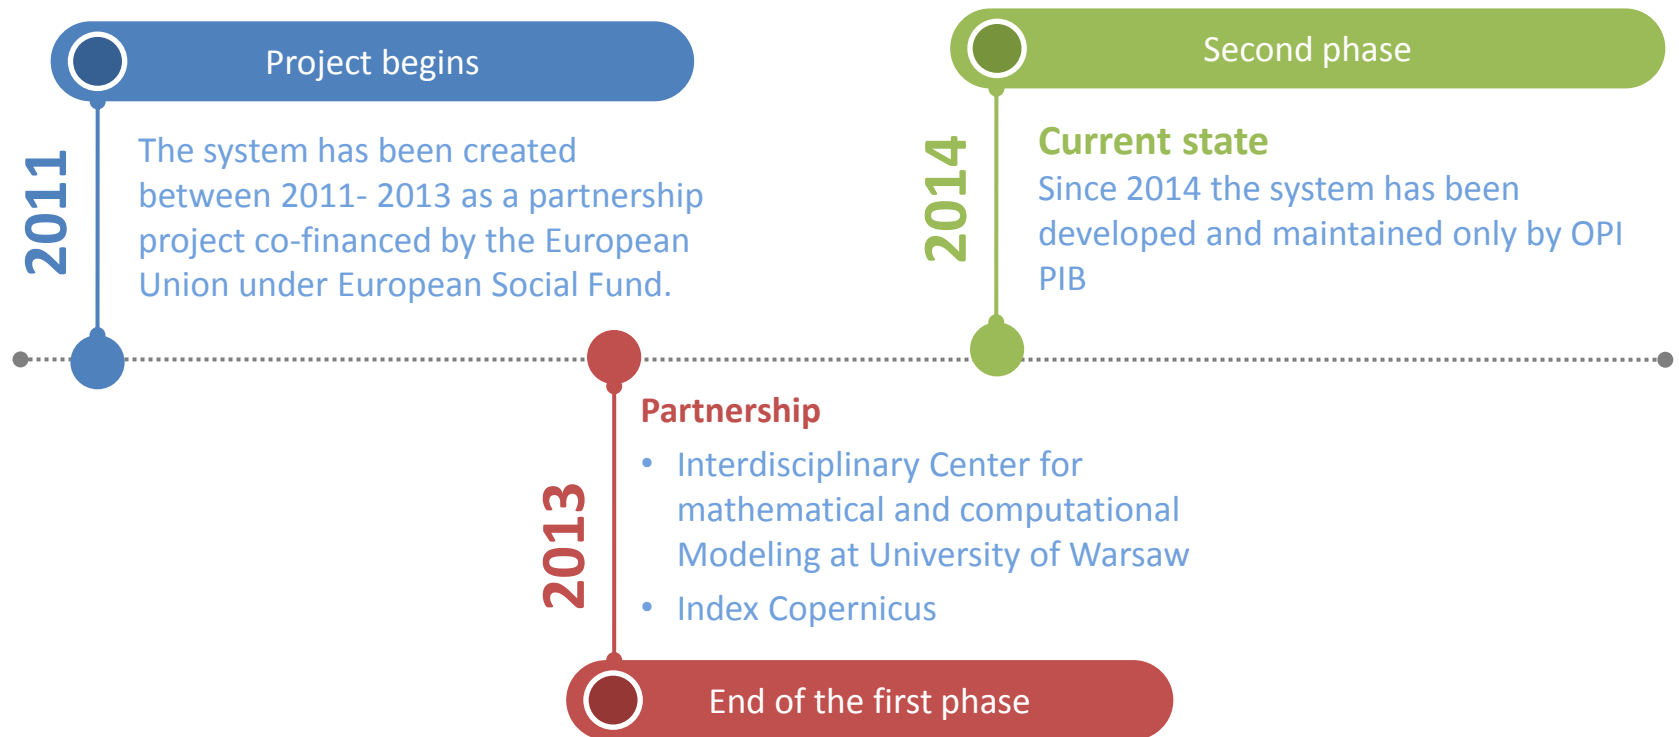 Project begins
2011
The system has been created
between 2011- 2013 as a partnership
project co-financed by the European
Union under European Social Fund.
Second phase
2014
Current state
Since 2014 the system has been
developed and maintained only by OPI
PIB
2013
Partnership
• Interdisciplinary Center for
mathematical and computational
Modeling at University of Warsaw
• Index Copernicus
End of the first phase